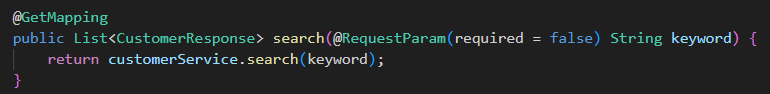 @GetMapping
public List<CustomerResponse> search(@RequestParam(required = false) String keyword) {
    return customerService.search(keyword);
}